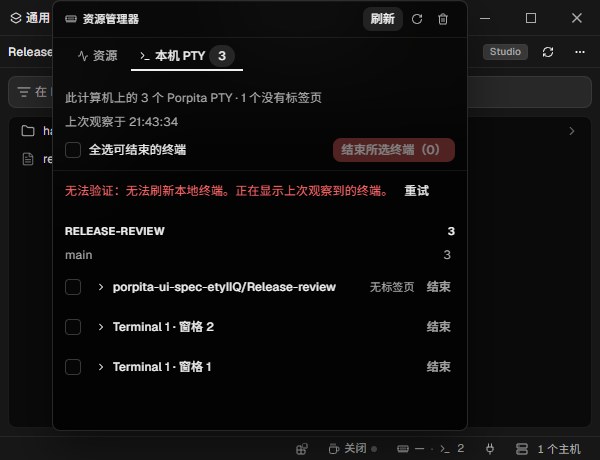 通用
资源管理器
刷新
Release
资源
本机 PTY 3
Studio
此计算机上的 3 个 Porpita PTY · 1 个没有标签页
上次观察于 21:43:34
全选可结束的终端
结束所选终端（0）
无法验证：无法刷新本地终端。正在显示上次观察到的终端。 重试
RELEASE-REVIEW 3
main 3
porpita-ui-spec-etyIIQ/Release-review 无标签页 结束
Terminal 1 · 窗格 2 结束
Terminal 1 · 窗格 1 结束
关闭 — · 2 1 个主机